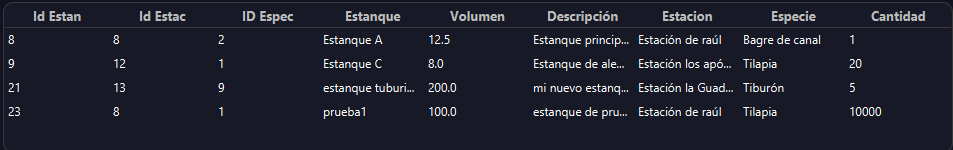 Id Estan Id Estac ID Espec Estanque Volumen Descripción Estacion Especie Cantidad
8 8 2 Estanque A 12.5 Estanque princip... Estación de raúl Bagre de canal 1
9 12 1 Estanque C 8.0 Estanque de ale... Estación los apó... Tilapia 20
21 13 9 estanque tuburi... 200.0 mi nuevo estanq... Estación la Guad... Tiburón 5
23 8 1 prueba1 100.0 estanque de pru... Estación de raúl Tilapia 10000